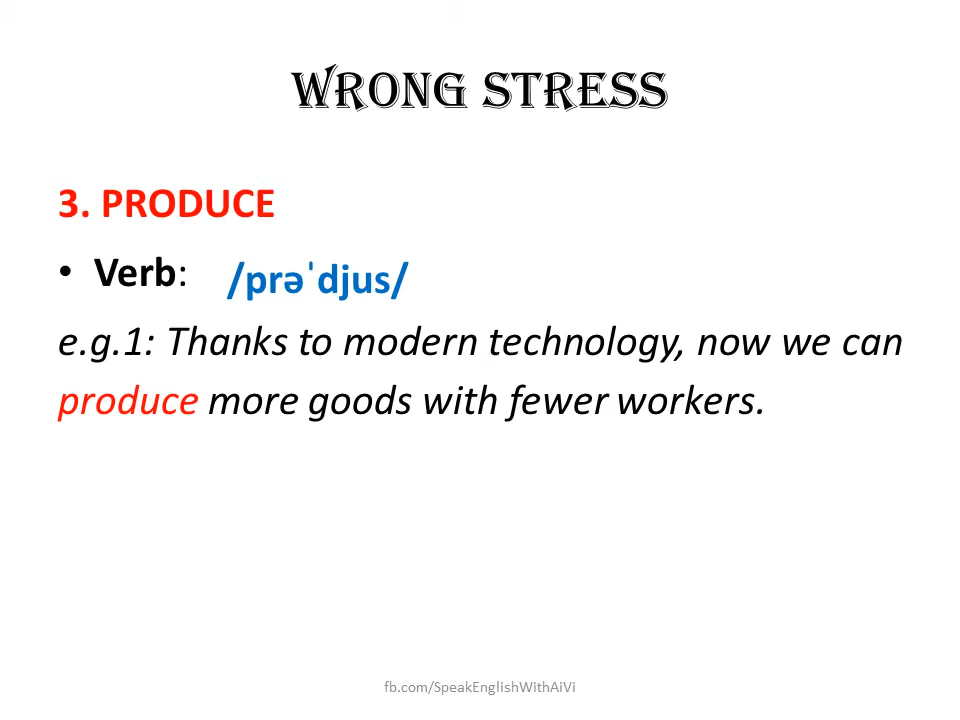 WRONG STRESS
3. PRODUCE
• Verb: /prəˈdjus/
e.g.1: Thanks to modern technology, now we can
produce more goods with fewer workers.
fb.com/SpeakEnglishWithAiVi